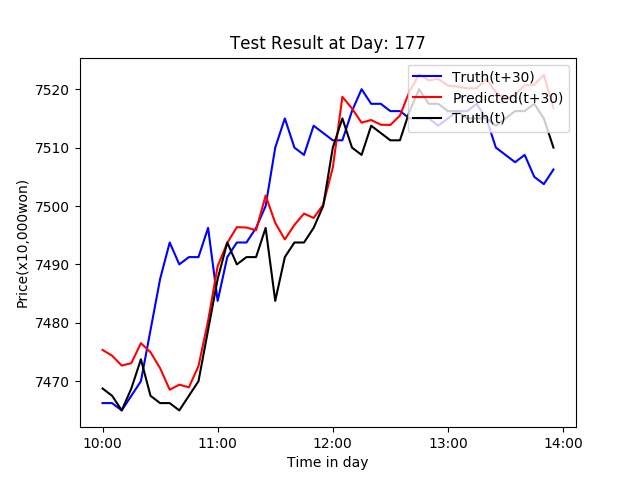 Test Result at Day: 177
Truth(t+30)
Predicted(t+30)
Truth(t)
Price(x10,000won)
7520
7510
7500
7490
7480
7470
10:00 11:00 12:00 13:00 14:00
Time in day